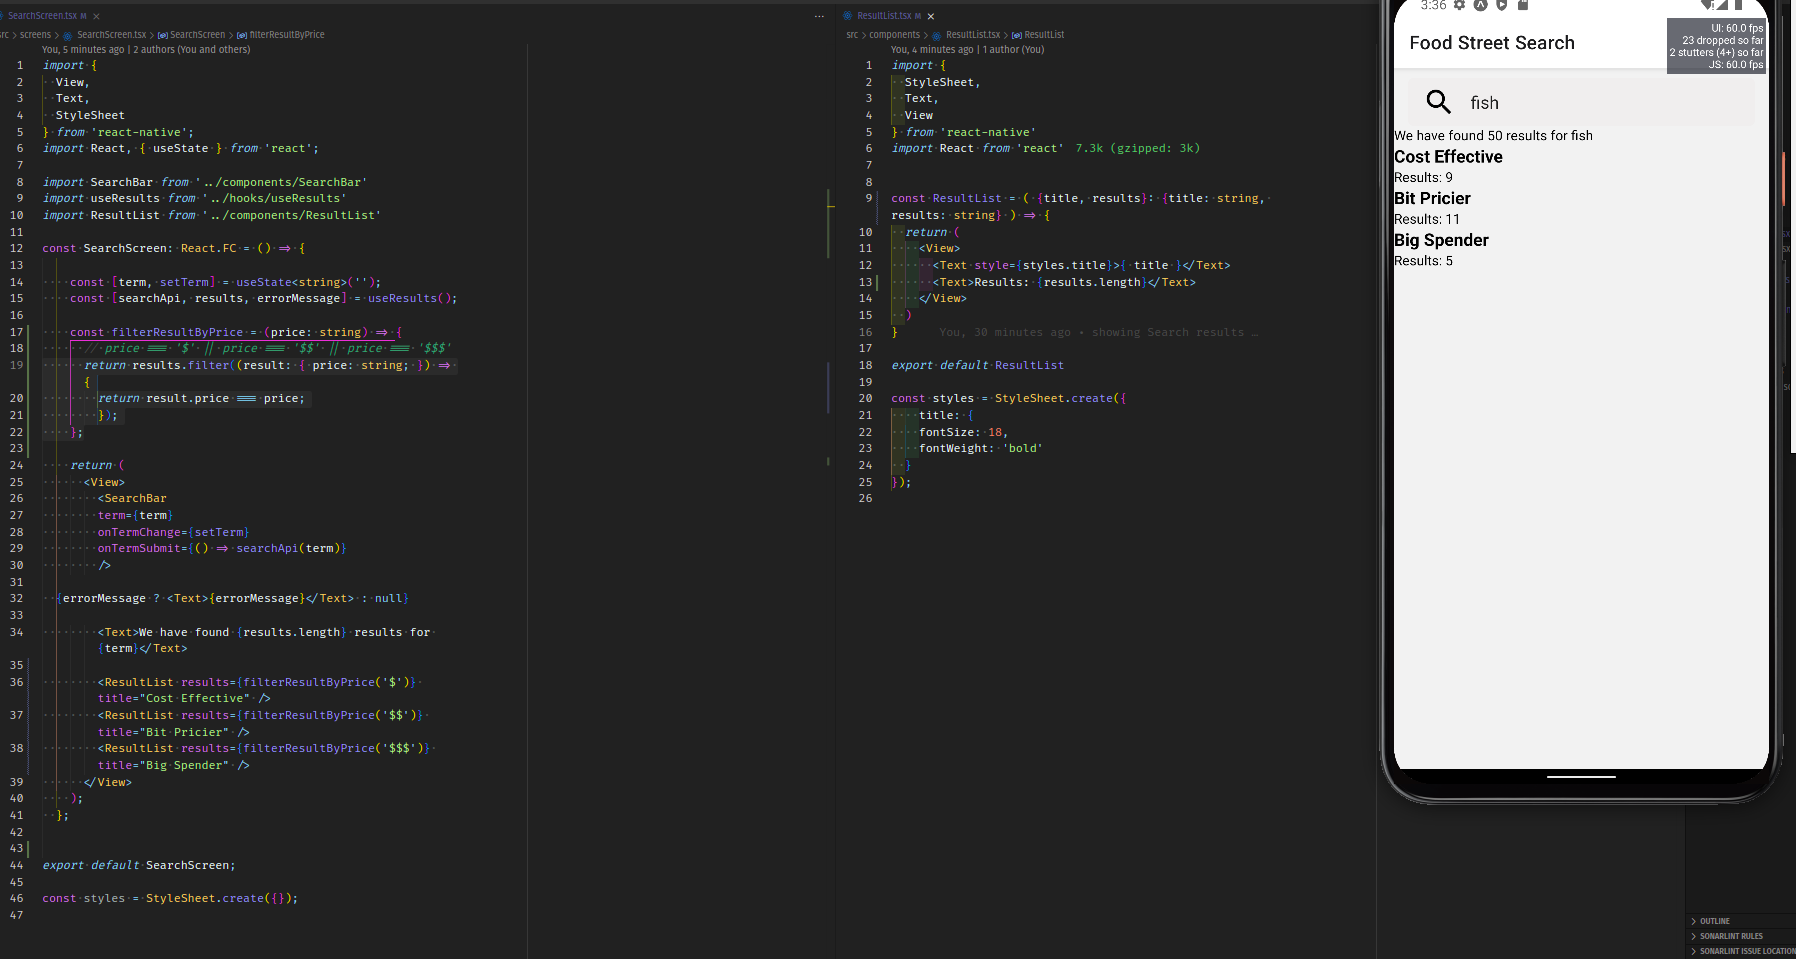 SearchScreen.tsx M ×
src > screens > SearchScreen.tsx > SearchScreen > filterResultByPrice
You, 5 minutes ago | 2 authors (You and others)
1 import {
2 View,
3 Text,
4 StyleSheet
5 } from 'react-native';
6 import React, { useState } from 'react';
7
8 import SearchBar from '../components/SearchBar'
9 import useResults from '../hooks/useResults'
10 import ResultList from '../components/ResultList'
11
12 const SearchScreen: React.FC = () => {
13
14 const [term, setTerm] = useState<string>('');
15 const [searchApi, results, errorMessage] = useResults();
16
17 const filterResultByPrice = (price: string) => {
18 // price === '$' || price === '$$' || price === '$$$'
19 return results.filter((result: { price: string; }) =>
{
20 return result.price === price;
21 });
22 };
23
24 return (
25 <View>
26 <SearchBar
27 term={term}
28 onTermChange={setTerm}
29 onTermSubmit={() => searchApi(term)}
30 />
31
32 {errorMessage ? <Text>{errorMessage}</Text> : null}
33
34 <Text>We have found {results.length} results for
{term}</Text>
35
36 <ResultList results={filterResultByPrice('$')}
title="Cost Effective" />
37 <ResultList results={filterResultByPrice('$$')}
title="Bit Pricier" />
38 <ResultList results={filterResultByPrice('$$$')}
title="Big Spender" />
39 </View>
40 );
41 };
42
43
44 export default SearchScreen;
45
46 const styles = StyleSheet.create({});
47
ResultList.tsx M ×
src > components > ResultList.tsx > ResultList
You, 4 minutes ago | 1 author (You)
1 import {
2 StyleSheet,
3 Text,
4 View
5 } from 'react-native'
6 import React from 'react' 7.3k (gzipped: 3k)
7
8
9 const ResultList = ( {title, results}: {title: string,
results: string} ) => {
10 return (
11 <View>
12 <Text style={styles.title}>{ title }</Text>
13 <Text>Results: {results.length}</Text>
14 </View>
15 )
16 } You, 30 minutes ago • showing Search results …
17
18 export default ResultList
19
20 const styles = StyleSheet.create({
21 title: {
22 fontSize: 18,
23 fontWeight: 'bold'
24 }
25 });
26
3:36
UI: 60.0 fps
23 dropped so far
2 stutters (4+) so far
JS: 60.0 fps
Food Street Search
fish
We have found 50 results for fish
Cost Effective
Results: 9
Bit Pricier
Results: 11
Big Spender
Results: 5
OUTLINE
SONARLINT RULES
SONARLINT ISSUE LOCATION